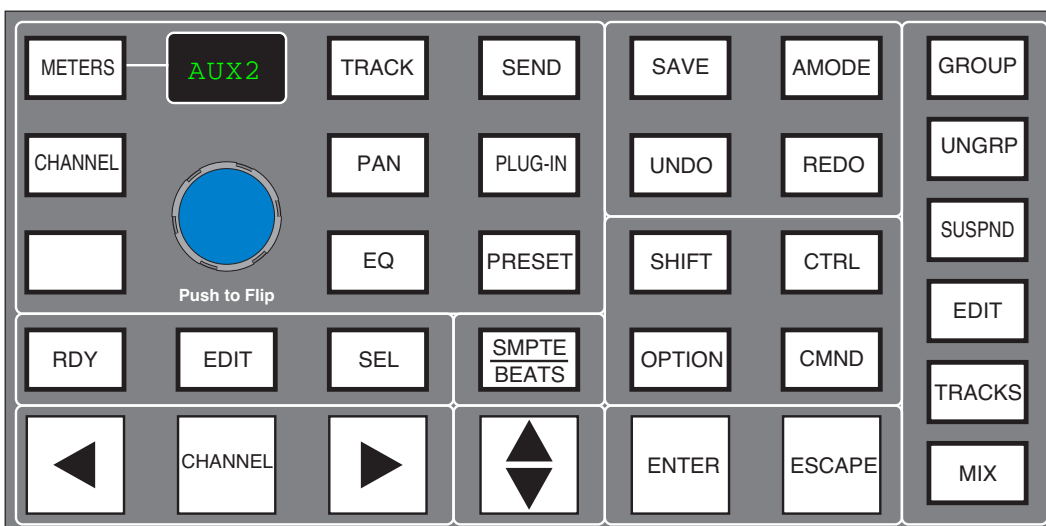 METERS
AUX2
TRACK
SEND
SAVE
AMODE
GROUP
CHANNEL
PAN
PLUG-IN
UNDO
REDO
UNGRP
EQ
PRESET
SHIFT
CTRL
SUSPND
Push to Flip
EDIT
RDY
EDIT
SEL
SMPTE
BEATS
OPTION
CMND
TRACKS
CHANNEL
ENTER
ESCAPE
MIX